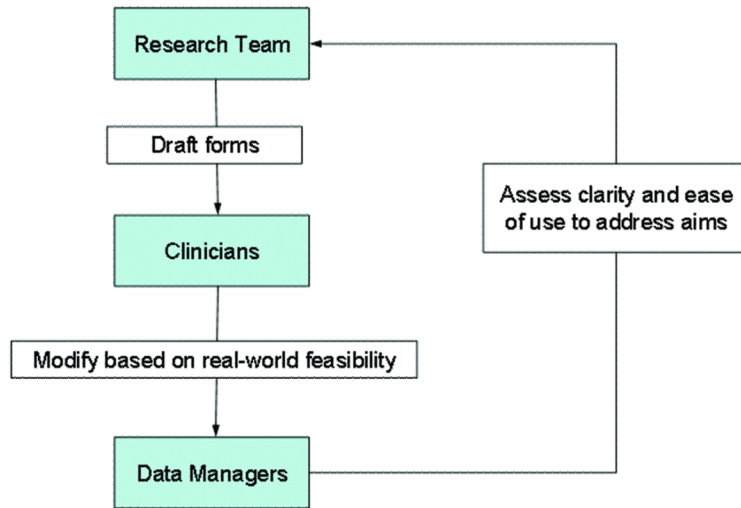 Research Team
Draft forms
Assess clarity and ease
of use to address aims
Clinicians
Modify based on real-world feasibility
Data Managers